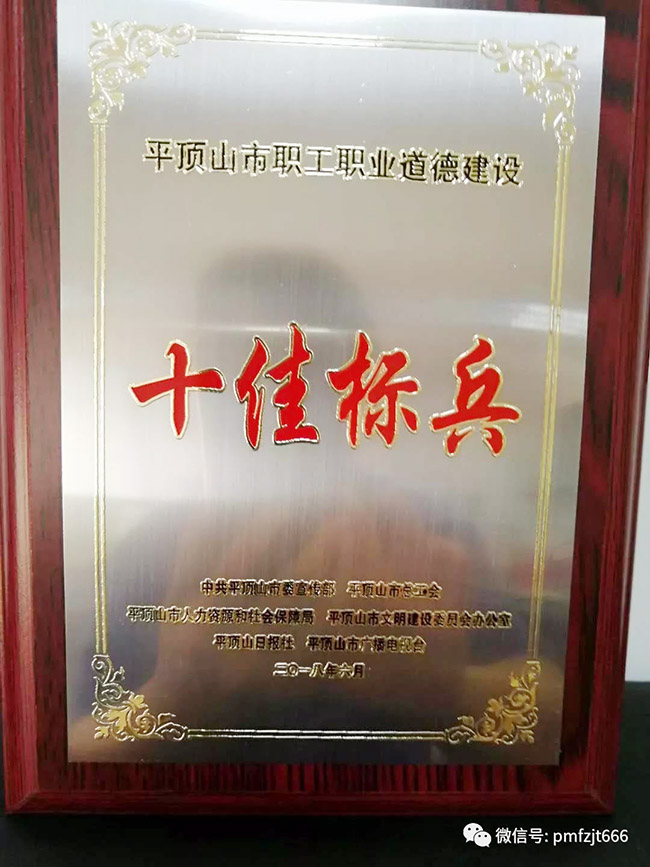 平顶山市职工职业道德建设
十佳标兵
中共平顶山市委宣传部 平顶山市总工会
平顶山市人力资源和社会保障局 平顶山市文明建设委员会办公室
平顶山日报社 平顶山市广播电视台
二〇一八年六月
微信号: pmfzjt666